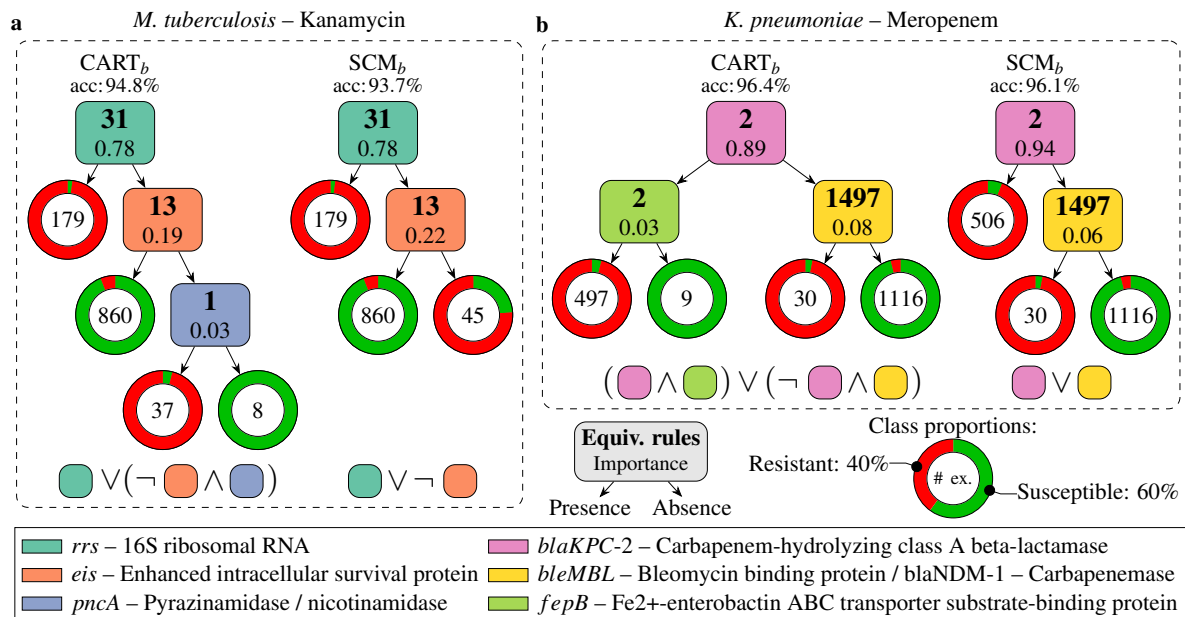 a
M. tuberculosis – Kanamycin
CART_b
acc: 94.8%
31
0.78
179
13
0.19
860
1
0.03
37
8
∨(¬ ∧ )
SCM_b
acc: 93.7%
31
0.78
179
13
0.22
860
45
∨ ¬
b
K. pneumoniae – Meropenem
CART_b
acc: 96.4%
2
0.89
2
0.03
1497
0.08
497
9
30
1116
( ∧ ) ∨ (¬ ∧ )
SCM_b
acc: 96.1%
2
0.94
506
1497
0.06
30
1116
∨
Equiv. rules
Importance
Presence
Absence
Class proportions:
Resistant: 40%
# ex.
Susceptible: 60%
rrs – 16S ribosomal RNA
eis – Enhanced intracellular survival protein
pncA – Pyrazinamidase / nicotinamidase
blaKPC-2 – Carbapenem-hydrolyzing class A beta-lactamase
bleMBL – Bleomycin binding protein / blaNDM-1 – Carbapenemase
fepB – Fe2+-enterobactin ABC transporter substrate-binding protein